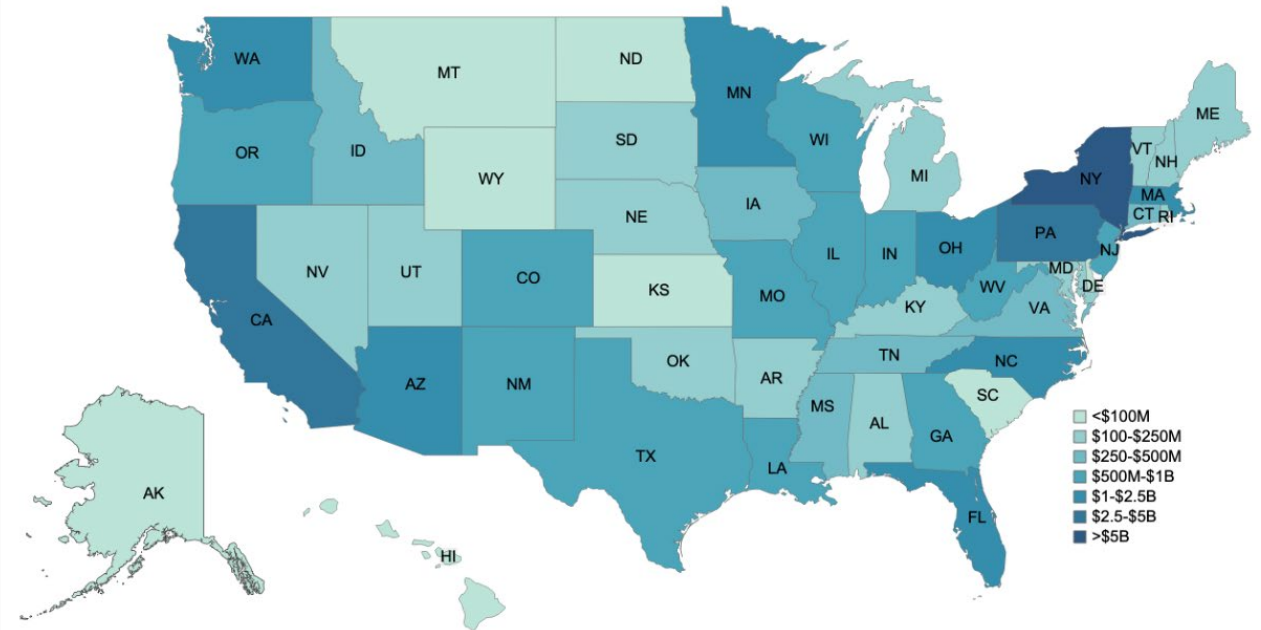 WA
MT
ND
MN
ME
OR
ID
SD
WI
MI
VT
NH
WY
NY
MA
IA
CT RI
NE
PA
NV
UT
CO
IL
IN
OH
NJ
MD
KS
MO
WV
DE
CA
KY
VA
TN
NC
OK
AZ
NM
AR
SC
MS
AL
GA
TX
LA
AK
FL
HI
<$100M
$100-$250M
$250-$500M
$500M-$1B
$1-$2.5B
$2.5-$5B
>$5B